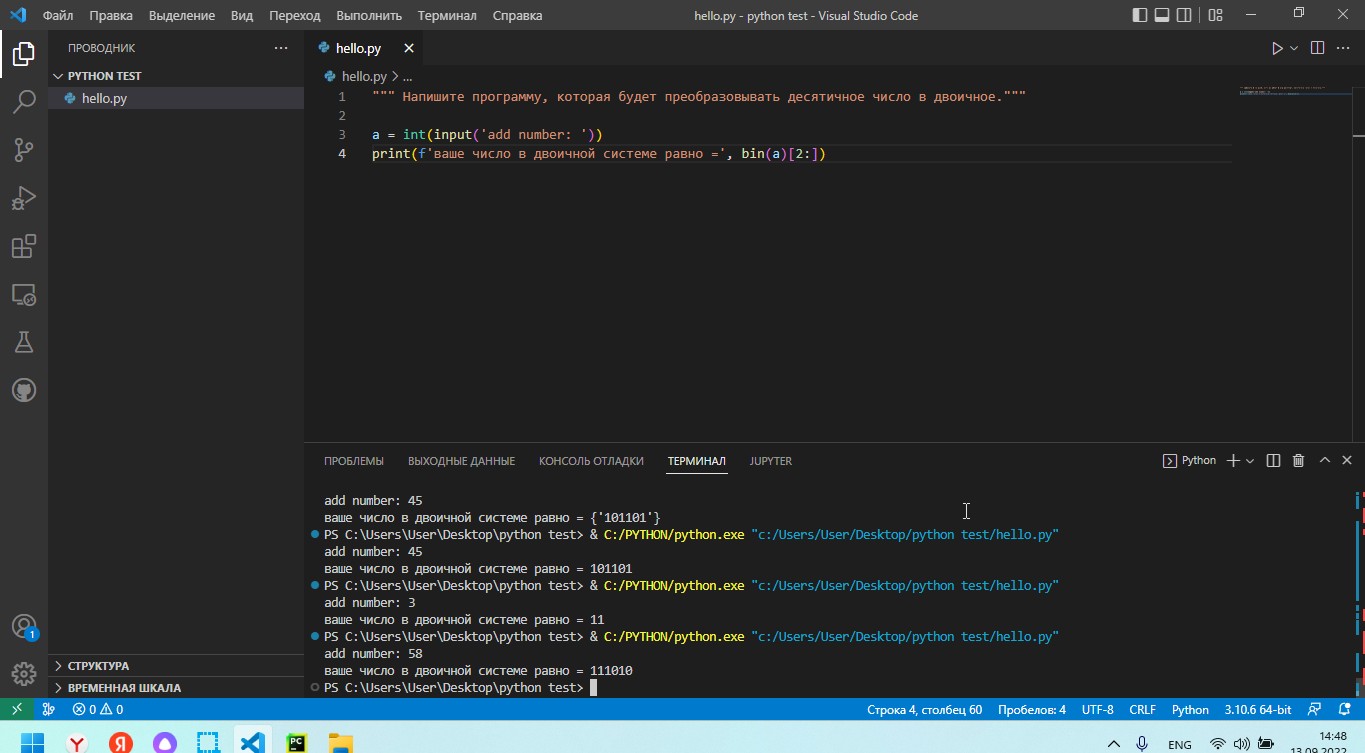 Файл Правка Выделение Вид Переход Выполнить Терминал Справка hello.py - python test - Visual Studio Code
ПРОВОДНИК ... hello.py
PYTHON TEST
hello.py
hello.py > ...
1 """ Напишите программу, которая будет преобразовывать десятичное число в двоичное."""
2
3 a = int(input('add number: '))
4 print(f'ваше число в двоичной системе равно =', bin(a)[2:])
ПРОБЛЕМЫ ВЫХОДНЫЕ ДАННЫЕ КОНСОЛЬ ОТЛАДКИ ТЕРМИНАЛ JUPYTER Python
add number: 45
ваше число в двоичной системе равно = {'101101'}
PS C:\Users\User\Desktop\python test> & C:/PYTHON/python.exe "c:/Users/User/Desktop/python test/hello.py"
add number: 45
ваше число в двоичной системе равно = 101101
PS C:\Users\User\Desktop\python test> & C:/PYTHON/python.exe "c:/Users/User/Desktop/python test/hello.py"
add number: 3
ваше число в двоичной системе равно = 11
PS C:\Users\User\Desktop\python test> & C:/PYTHON/python.exe "c:/Users/User/Desktop/python test/hello.py"
add number: 58
ваше число в двоичной системе равно = 111010
PS C:\Users\User\Desktop\python test>
1
СТРУКТУРА
ВРЕМЕННАЯ ШКАЛА
0 0 Строка 4, столбец 60 Пробелов: 4 UTF-8 CRLF Python 3.10.6 64-bit
Y Я PC ENG 14:48
13.09.2022